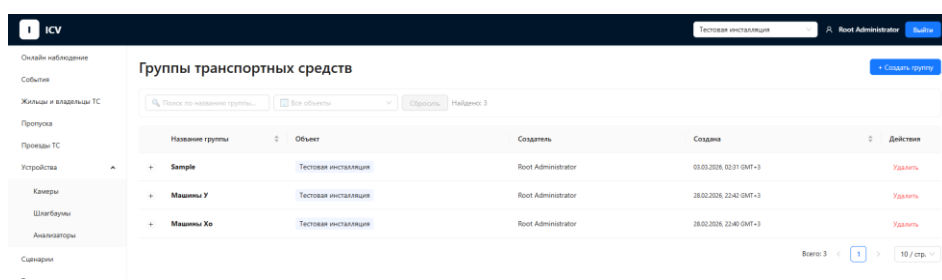 I ICV
Тестовая инсталляция
Root Administrator
Выйти
Онлайн наблюдение
События
Жильцы и владельцы ТС
Пропуска
Проезды ТС
Устройства
Камеры
Шлагбаумы
Анализаторы
Сценарии
Группы транспортных средств
+ Создать группу
Поиск по названию группы...
Все объекты
Сбросить
Найдено: 3
Название группы Объект Создатель Создана Действия
+ Sample Тестовая инсталляция Root Administrator 03.03.2026, 02:31 GMT+3 Удалить
+ Машины У Тестовая инсталляция Root Administrator 28.02.2026, 22:42 GMT+3 Удалить
+ Машины Хо Тестовая инсталляция Root Administrator 28.02.2026, 22:40 GMT+3 Удалить
Всего: 3 < 1 > 10 / стр.